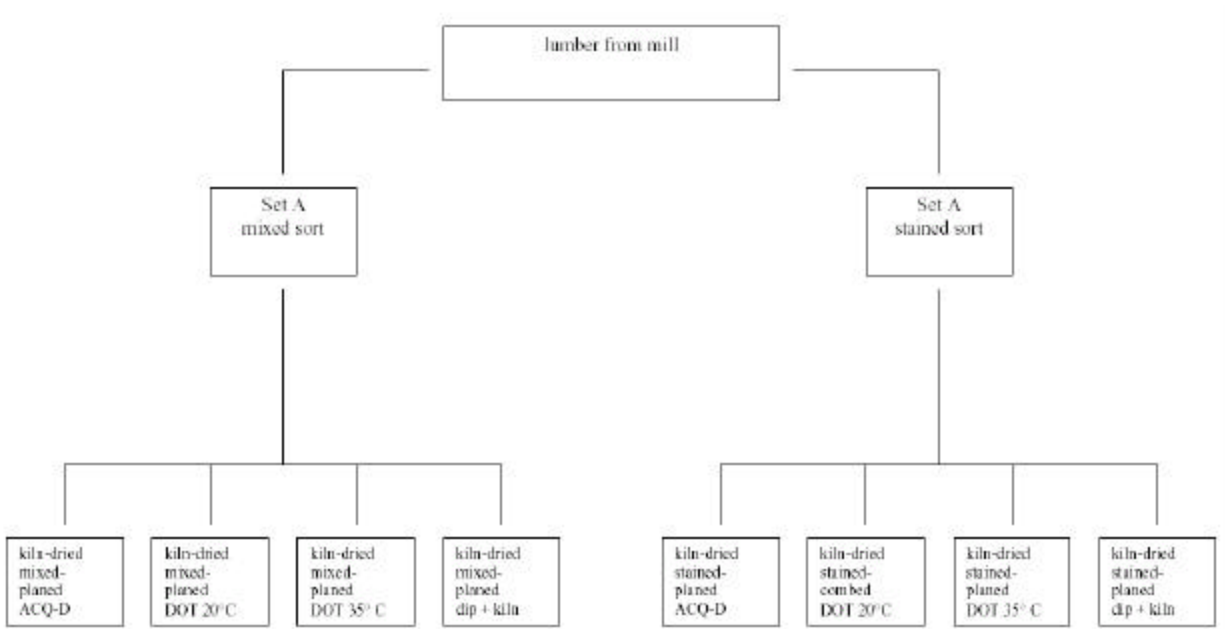 lumber from mill
Set A
mixed sort
Set A
stained sort
kiln-dried
mixed-
planed
ACQ-D
kiln-dried
mixed-
planed
DOT 20°C
kiln-dried
mixed-
planed
DOT 35° C
kiln-dried
mixed-
planed
dip + kiln
kiln-dried
stained-
planed
ACQ-D
kiln-dried
stained-
combed
DOT 20°C
kiln-dried
stained-
planed
DOT 35° C
kiln-dried
stained-
planed
dip + kiln